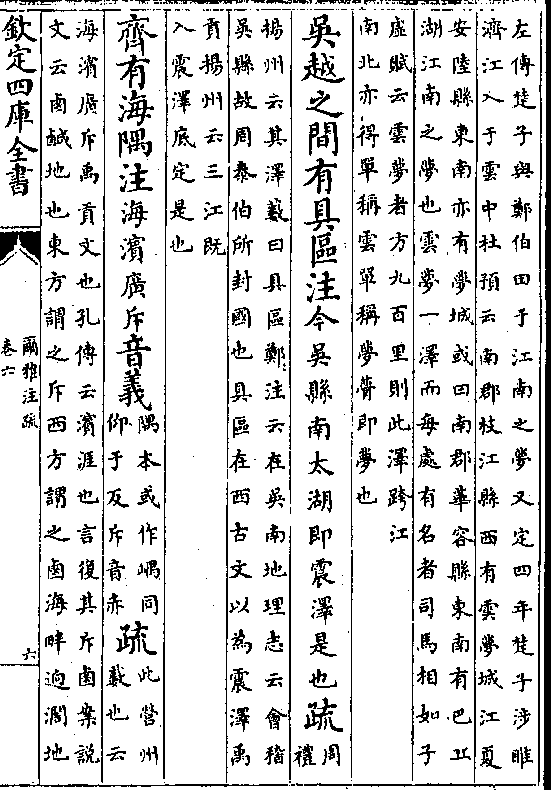 左傳楚子與鄭伯田于江南之夢又定四年楚子涉睢
濟江入于雲中杜預云南郡枝江縣西有雲夢城江夏
安陸縣東南亦有夢城或曰南郡華容縣東南有巴丘
湖江南之夢也雲夢一澤而每處有名者司馬相如子
虛賦云雲夢者方九百里則此澤跨江
南北亦得單稱雲單稱夢瞢即夢也
吳越之間有具區注今吳縣南太湖即震澤是也疏周禮
揚州云其澤藪曰具區鄭注云在吳南地理志云會稽
吳縣故周泰伯所封國也具區在西古文以為震澤禹
貢揚州云三江既
入震澤底定是也
齊有海隅注海濱廣斥音義隅本或作嵎同仰于反斥音赤疏此營州藪也云
海濱廣斥禹貢文也孔傳云濱涯也言復其斥鹵案說
文云鹵鹹地也東方謂之斥西方謂之鹵海畔逈濶地
欽定四庫全書
爾雅注疏
卷六
六